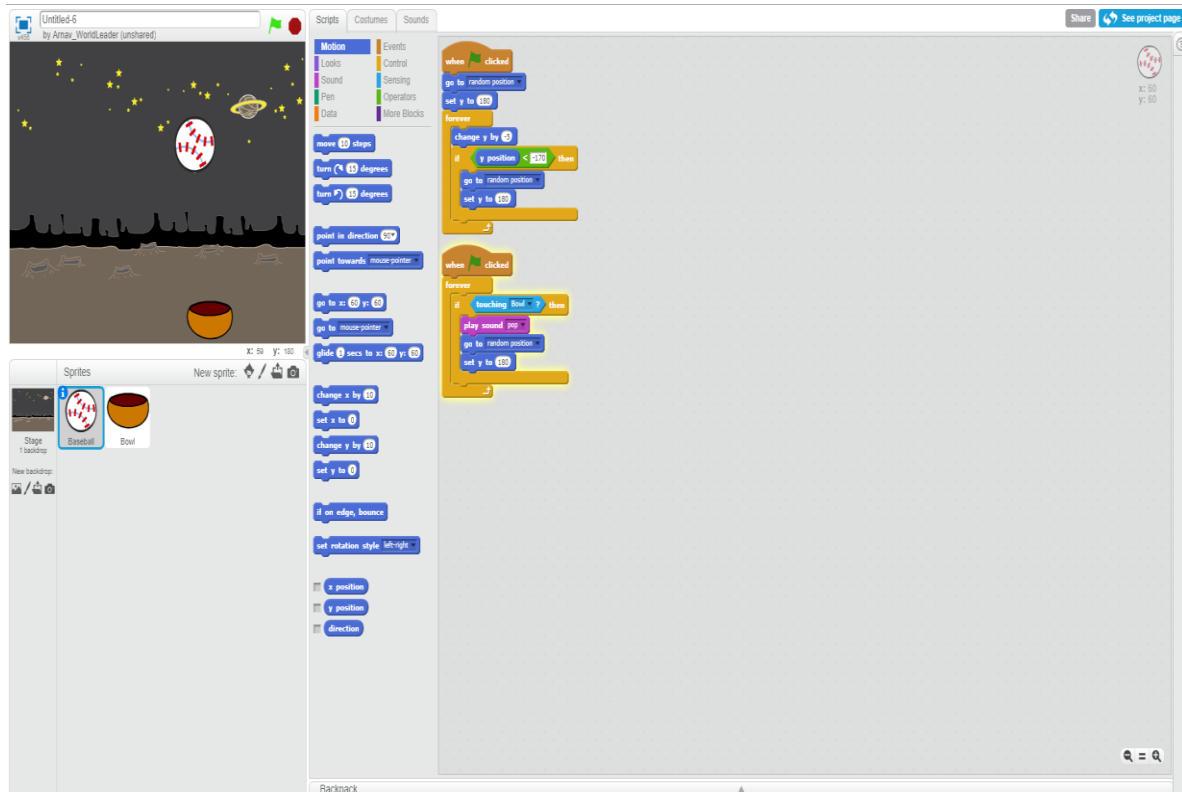 Untitled-6
by Arnav_WorldLeader (unshared)
Scripts Costumes Sounds
Share See project page
Motion Events
Looks Control
Sound Sensing
Pen Operators
Data More Blocks
move 10 steps
turn 15 degrees
turn 15 degrees
point in direction 90
point towards mouse-pointer
go to x: 60 y: 60
go to mouse-pointer
glide 1 secs to x: 60 y: 60
change x by 10
set x to 0
change y by 10
set y to 0
if on edge, bounce
set rotation style left-right
x position
y position
direction
when clicked
go to random position
set y to 180
forever
change y by -5
if y position < -170 then
go to random position
set y to 180
when clicked
forever
if touching Bowl ? then
play sound pop
go to random position
set y to 180
x: 60
y: 60
x: 59 y: 180
Sprites New sprite:
Stage
1 backdrop
New backdrop:
Baseball
Bowl
Backpack